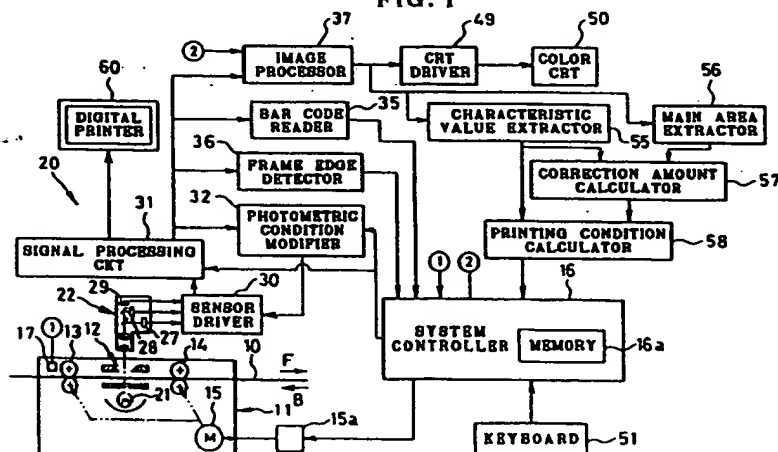 FIG. 1
37
49
50
②
IMAGE PROCESSOR
CRT DRIVER
COLOR CRT
56
60
DIGITAL PRINTER
35
BAR CODE READER
CHARACTERISTIC VALUE EXTRACTOR
55
MAIN AREA EXTRACTOR
36
FRAME EDGE DETECTOR
20
CORRECTION AMOUNT CALCULATOR
57
32
31
PHOTOMETRIC CONDITION MODIFIER
SIGNAL PROCESSING CKT
PRINTING CONDITION CALCULATOR
58
① ②
16
29
30
22
SENSOR DRIVER
27
28
SYSTEM CONTROLLER
MEMORY
16a
①
17
13
12
14
10
F
B
21
11
15
M
15a
KEYBOARD
51